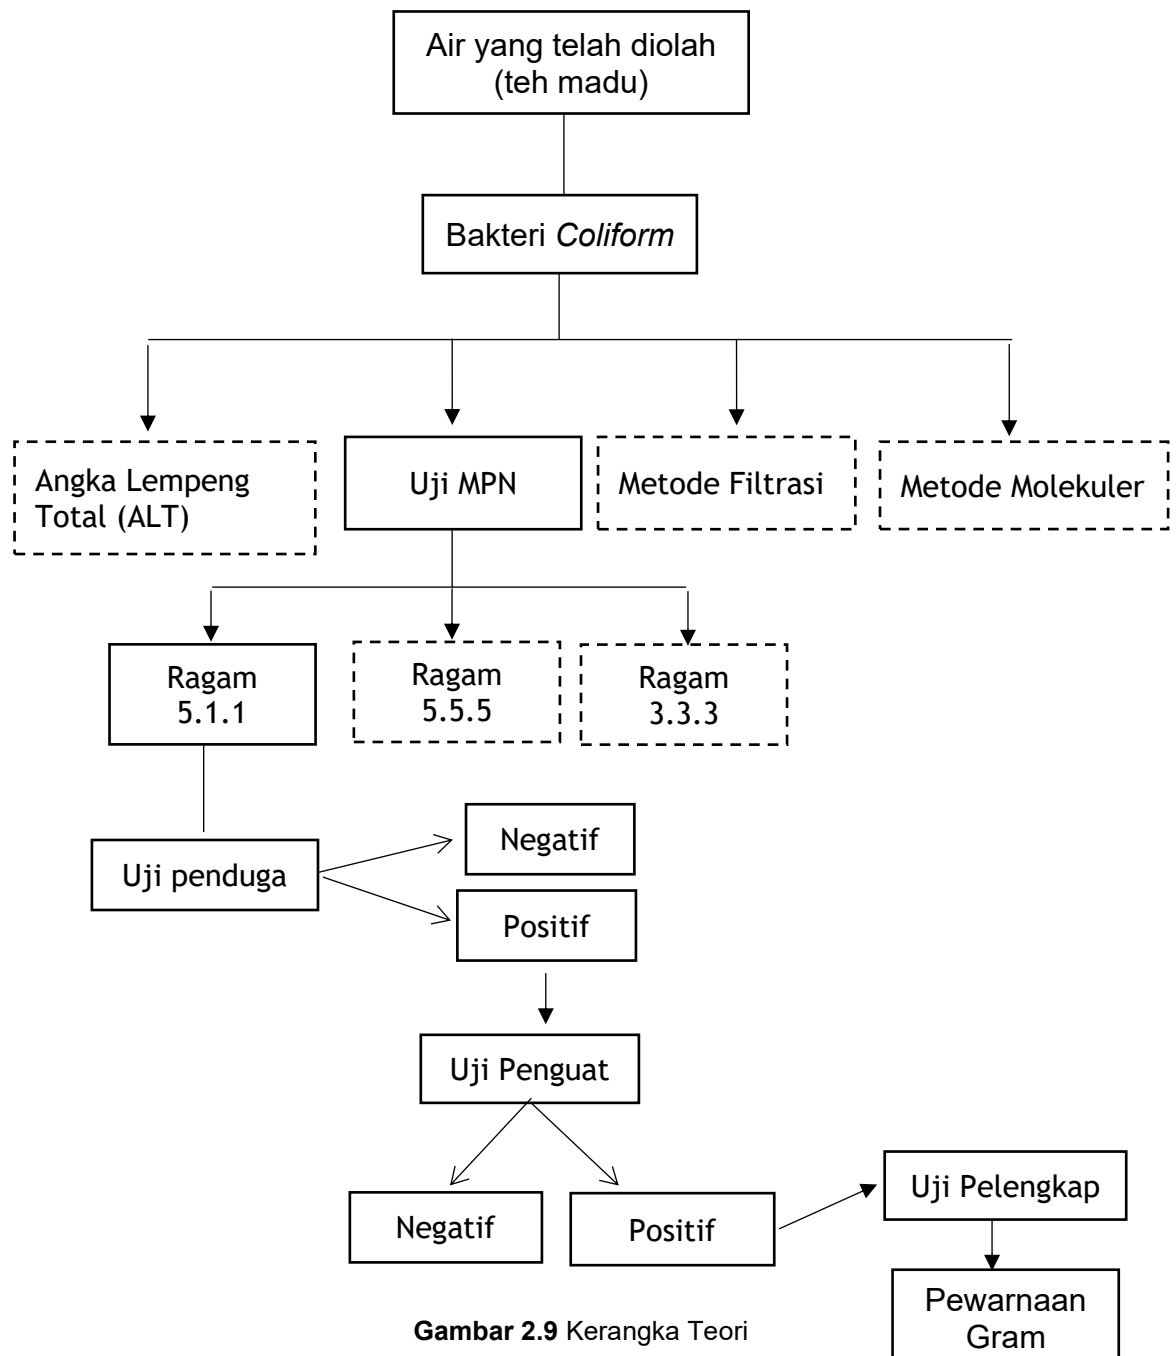 Air yang telah diolah
(teh madu)
Bakteri Coliform
Angka Lempeng
Total (ALT)
Uji MPN
Metode Filtrasi
Metode Molekuler
Ragam
5.1.1
Ragam
5.5.5
Ragam
3.3.3
Uji penduga
Negatif
Positif
Uji Penguat
Negatif
Positif
Uji Pelengkap
Pewarnaan
Gram
Gambar 2.9 Kerangka Teori